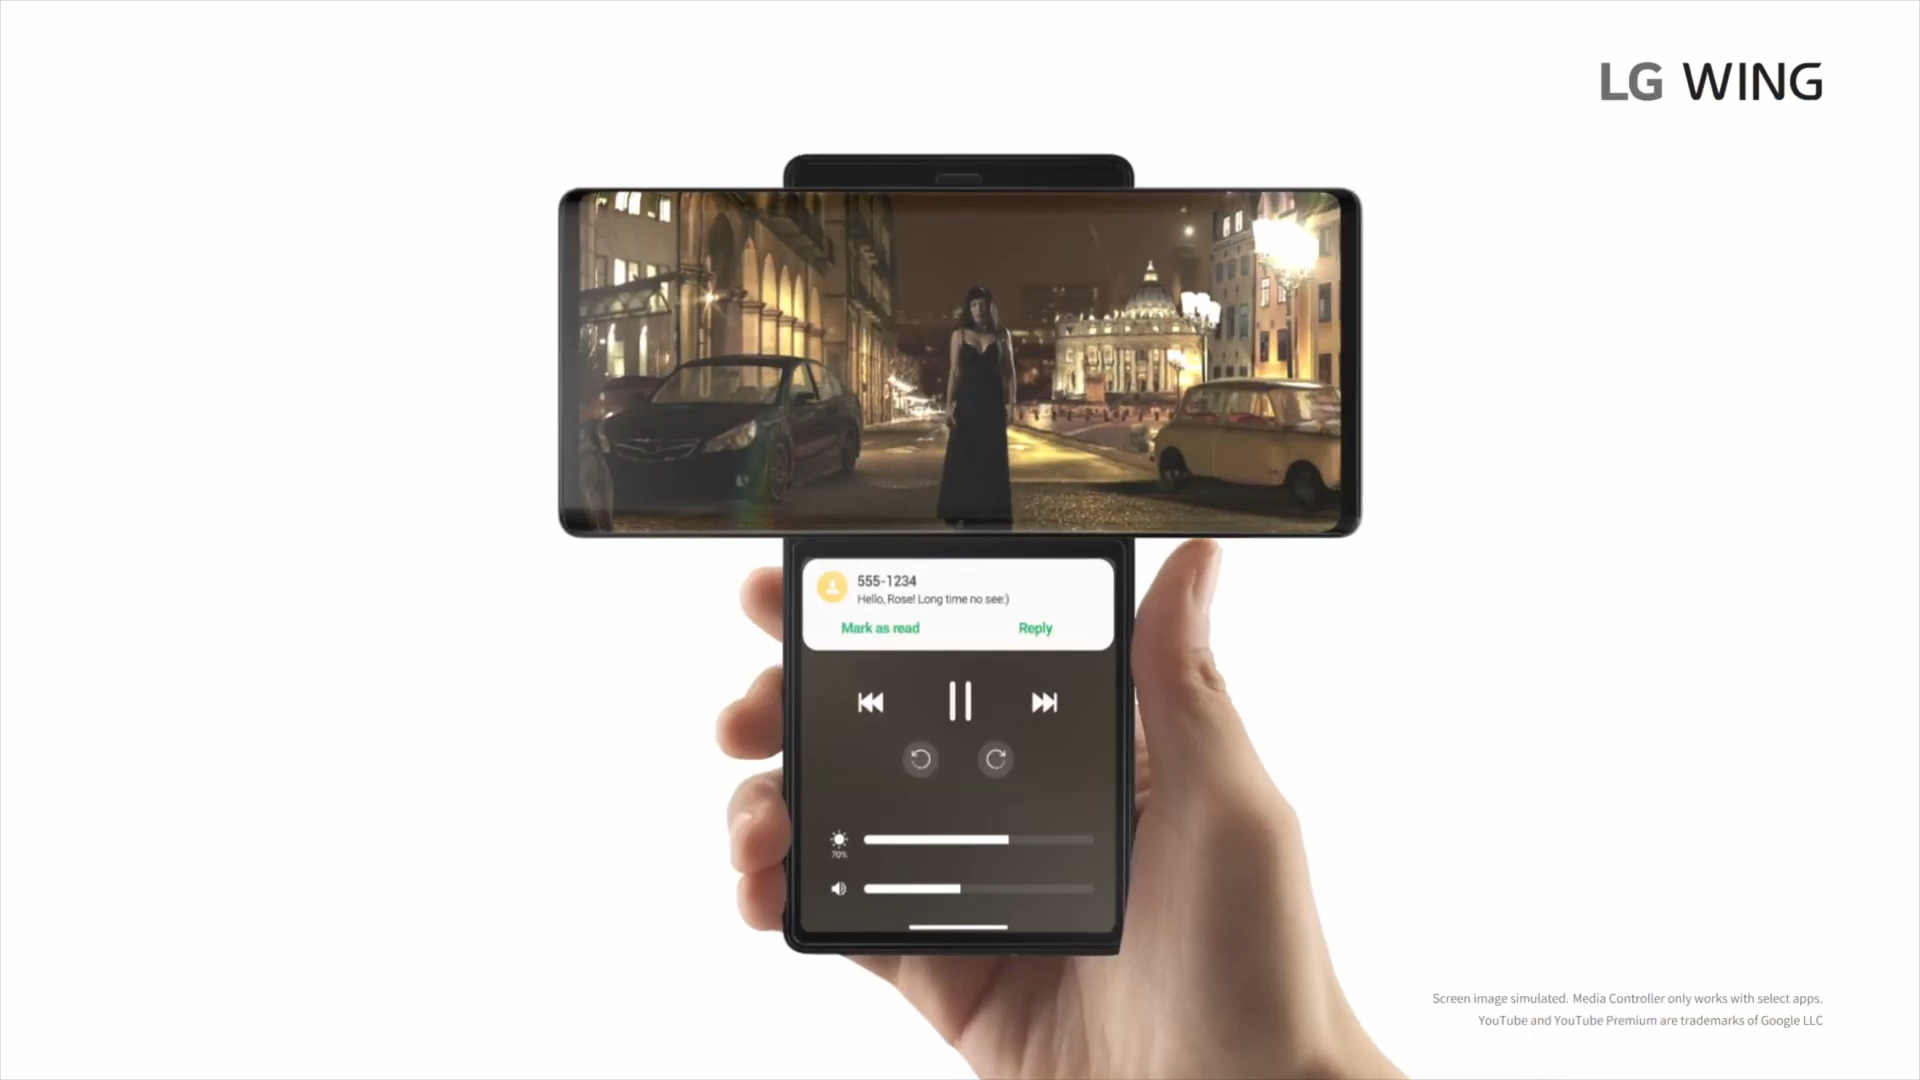 LG WING
555-1234
Hello, Rose! Long time no see:)
Mark as read
Reply
70%
Screen image simulated. Media Controller only works with select apps.
YouTube and YouTube Premium are trademarks of Google LLC